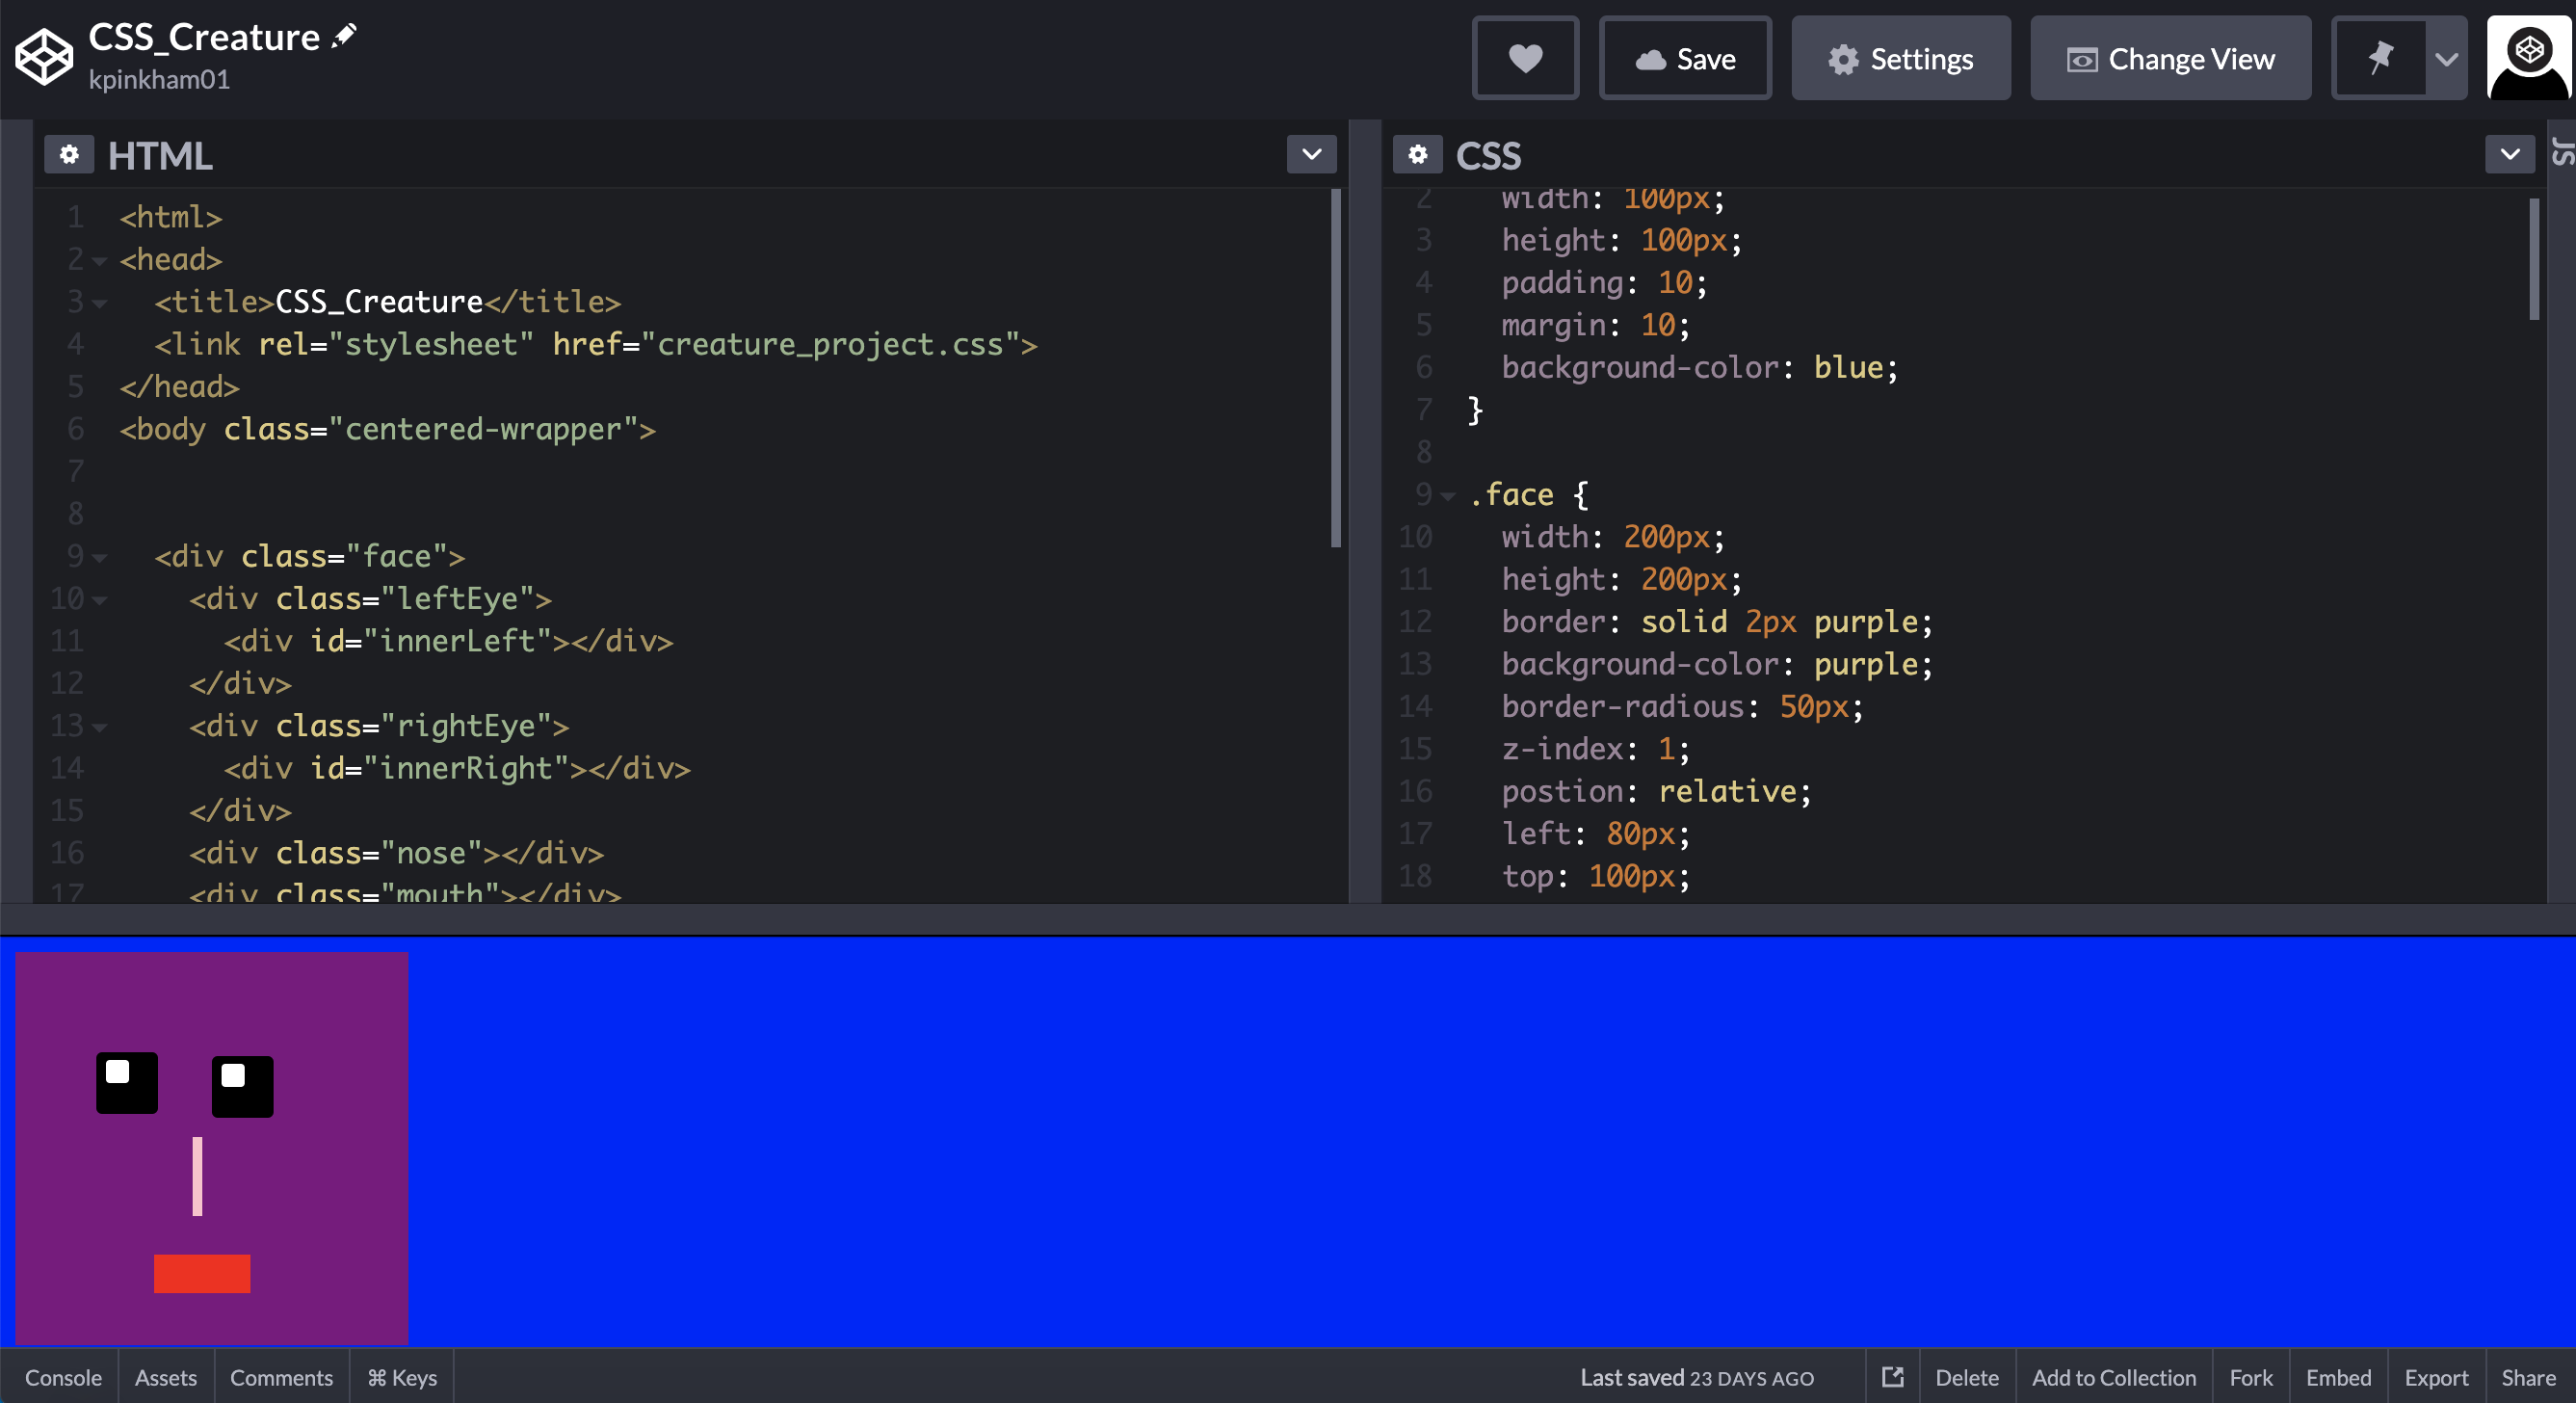 CSS_Creature
kpinkham01
Save
Settings
Change View
HTML
CSS
JS
1 <html>
2 <head>
3 <title>CSS_Creature</title>
4 <link rel="stylesheet" href="creature_project.css">
5 </head>
6 <body class="centered-wrapper">
7
8
9 <div class="face">
10 <div class="leftEye">
11 <div id="innerLeft"></div>
12 </div>
13 <div class="rightEye">
14 <div id="innerRight"></div>
15 </div>
16 <div class="nose"></div>
17 <div class="mouth"></div>
2 width: 100px;
3 height: 100px;
4 padding: 10;
5 margin: 10;
6 background-color: blue;
7 }
8
9 .face {
10 width: 200px;
11 height: 200px;
12 border: solid 2px purple;
13 background-color: purple;
14 border-radious: 50px;
15 z-index: 1;
16 postion: relative;
17 left: 80px;
18 top: 100px;
Console
Assets
Comments
⌘ Keys
Last saved 23 DAYS AGO
Delete
Add to Collection
Fork
Embed
Export
Share